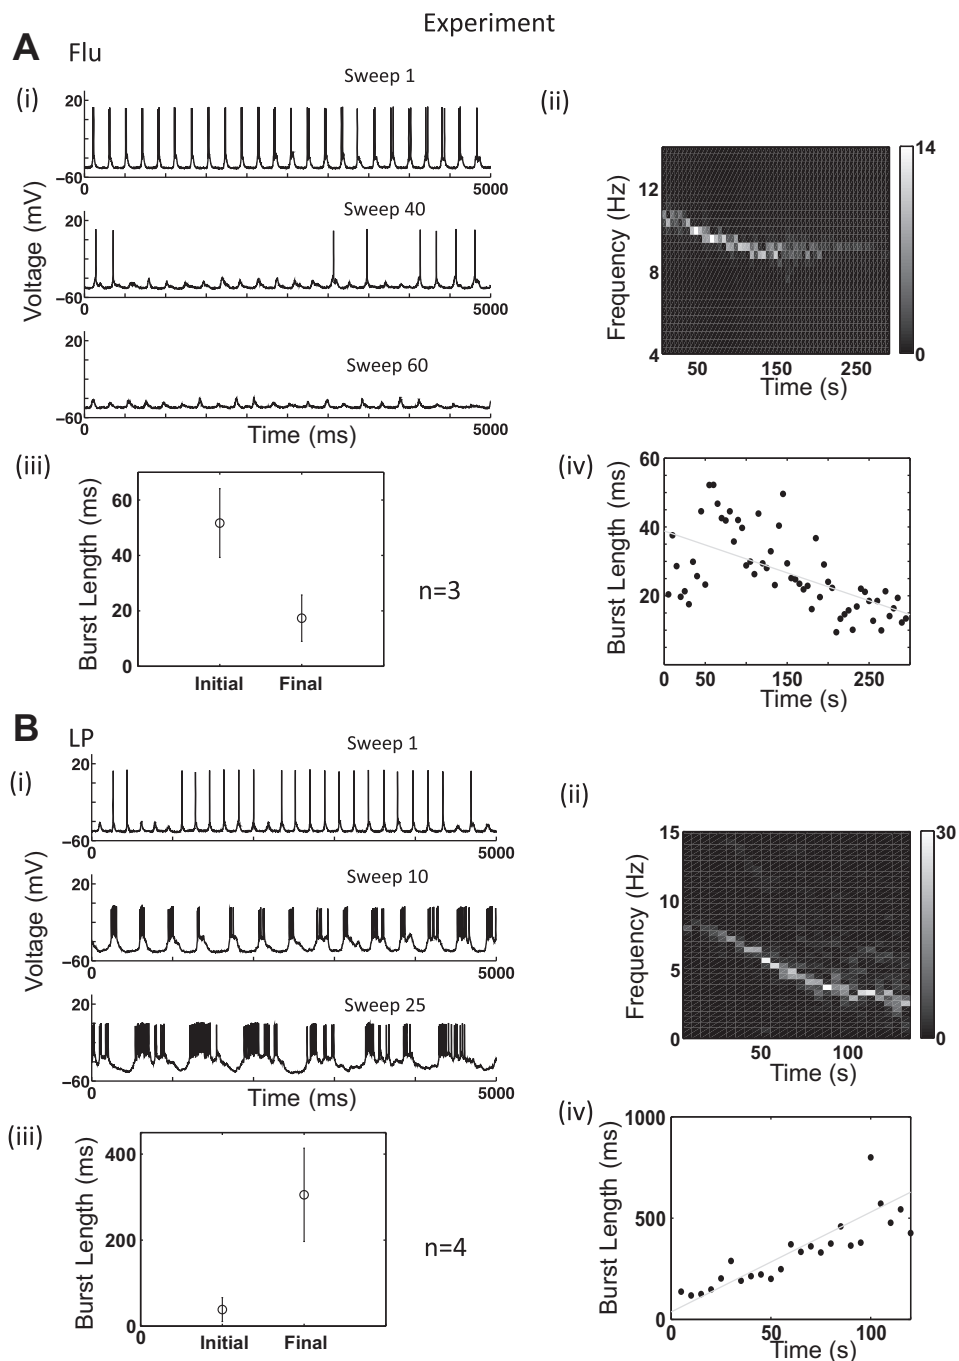 Experiment
A Flu
(i)
Sweep 1
20
−60
0 5000
Sweep 40
20
−60
0 5000
Sweep 60
20
−60
0 5000
Voltage (mV)
Time (ms)
(ii)
14
0
12
8
4
50 150 250
Frequency (Hz)
Time (s)
(iii)
60
40
20
0
Burst Length (ms)
Initial Final
n=3
(iv)
60
40
20
0 50 150 250
Burst Length (ms)
Time (s)
B LP
(i)
Sweep 1
20
−60
0 5000
Sweep 10
20
−60
0 5000
Sweep 25
20
−60
0 5000
Voltage (mV)
Time (ms)
(ii)
30
0
15
10
5
0
50 100
Frequency (Hz)
Time (s)
(iii)
400
200
0
0 Initial Final
Burst Length (ms)
n=4
(iv)
1000
500
0
0 50 100
Burst Length (ms)
Time (s)